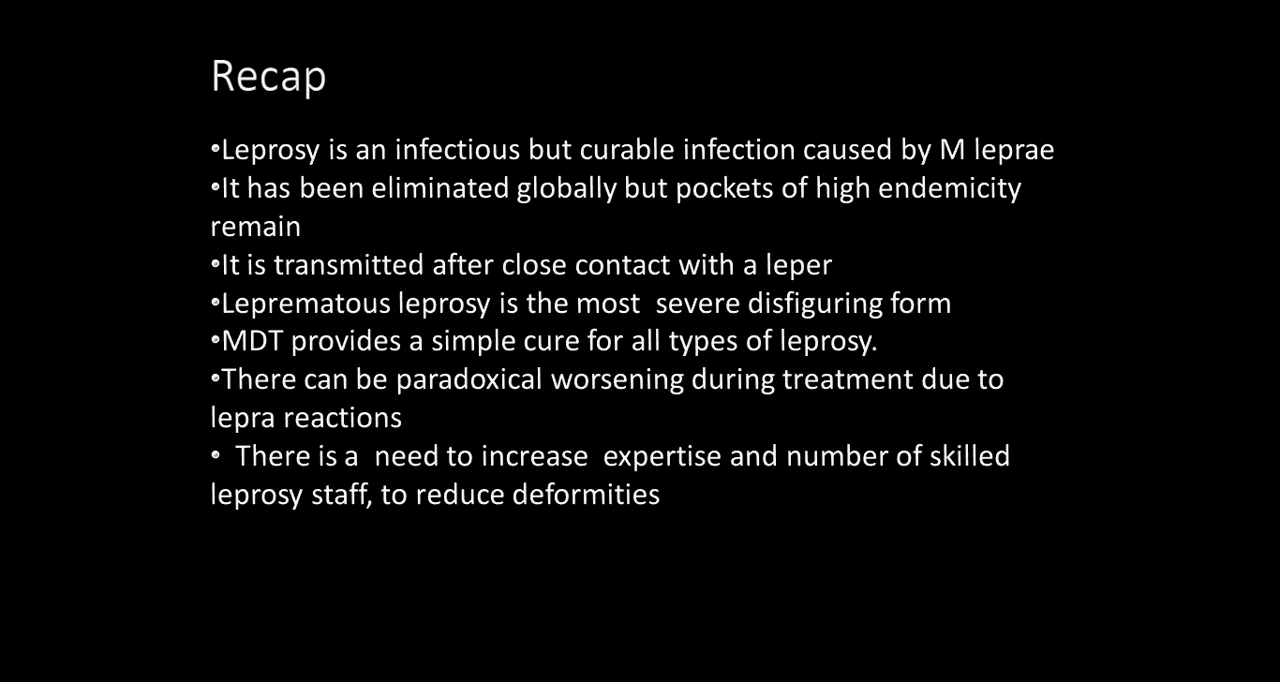 Recap
•Leprosy is an infectious but curable infection caused by M leprae
•It has been eliminated globally but pockets of high endemicity
remain
•It is transmitted after close contact with a leper
•Leprematous leprosy is the most  severe disfiguring form
•MDT provides a simple cure for all types of leprosy.
•There can be paradoxical worsening during treatment due to
lepra reactions
•  There is a  need to increase  expertise and number of skilled
leprosy staff, to reduce deformities